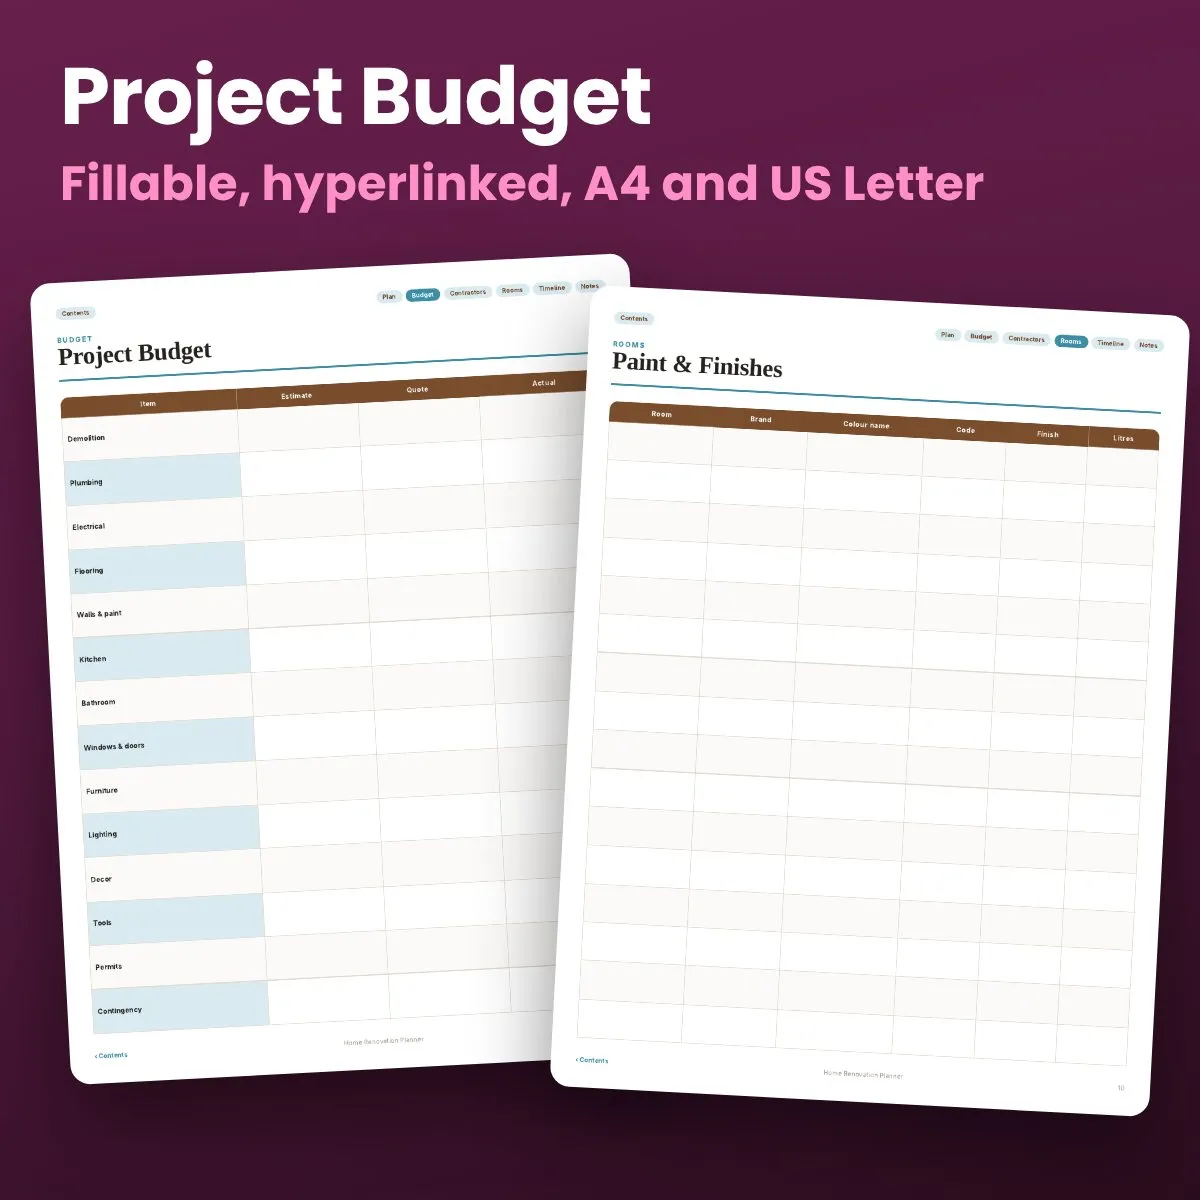 Project Budget
Fillable, hyperlinked, A4 and US Letter
Contents
Plan Budget Contractors Rooms Timeline Notes
BUDGET
Project Budget
Item Estimate Quote Actual
Demolition
Plumbing
Electrical
Flooring
Walls & paint
Kitchen
Bathroom
Windows & doors
Furniture
Lighting
Decor
Tools
Permits
Contingency
‹ Contents
Home Renovation Planner
Contents
Plan Budget Contractors Rooms Timeline Notes
ROOMS
Paint & Finishes
Room Brand Colour name Code Finish Litres
‹ Contents
Home Renovation Planner
10